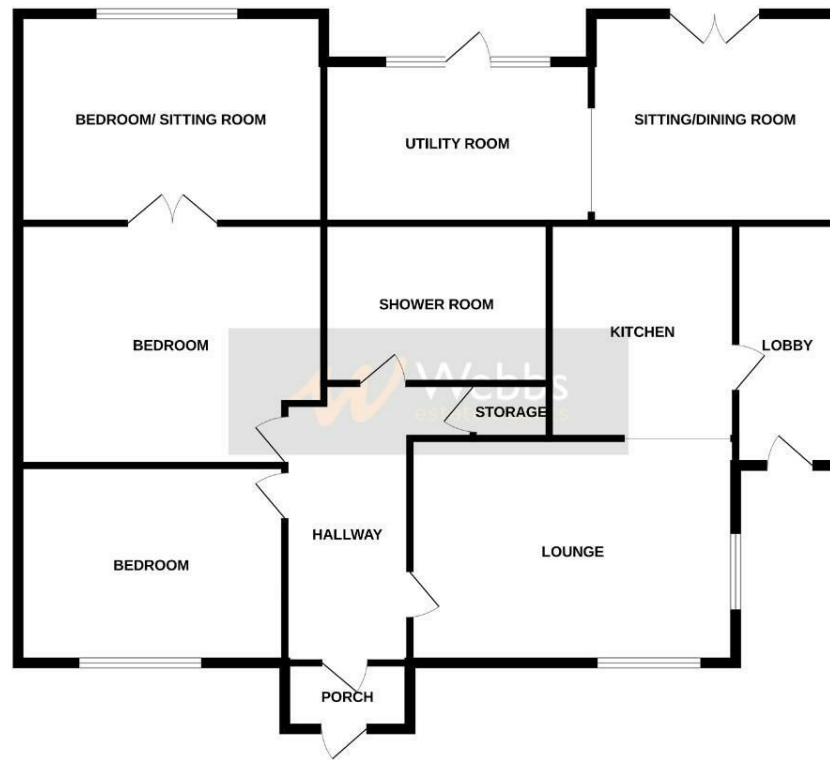 BEDROOM/ SITTING ROOM
UTILITY ROOM
SITTING/DINING ROOM
SHOWER ROOM
KITCHEN
BEDROOM
LOBBY
Webbs
STORAGE
HALLWAY
LOUNGE
BEDROOM
PORCH